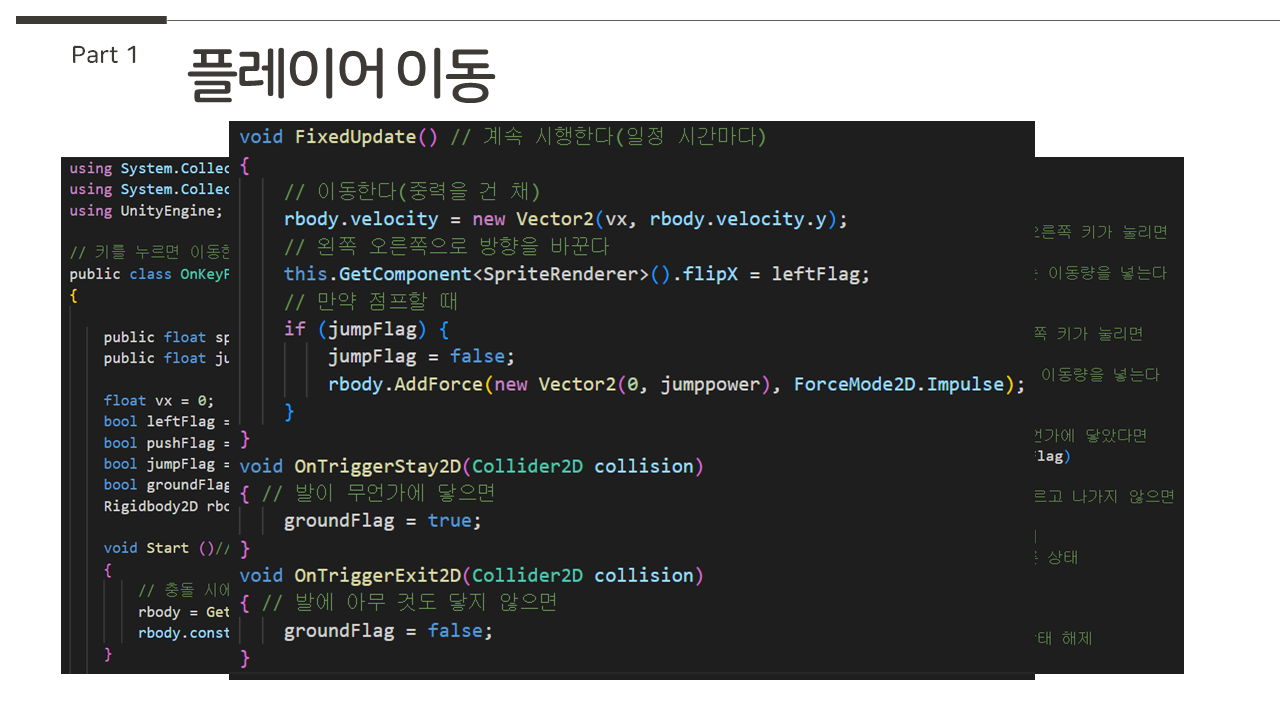 Part 1
플레이어 이동
using System.Collec
using System.Collec
using UnityEngine;
// 키를 누르면 이동한
public class OnKeyP
{
public float sp
public float ju
float vx = 0;
bool leftFlag =
bool pushFlag =
bool jumpFlag =
bool groundFlag
Rigidbody2D rbo
void Start ()//
{
// 충돌 시에
rbody = Get
rbody.const
}
void FixedUpdate() // 계속 시행한다(일정 시간마다)
{
// 이동한다(중력을 건 채)
rbody.velocity = new Vector2(vx, rbody.velocity.y);
// 왼쪽 오른쪽으로 방향을 바꾼다
this.GetComponent<SpriteRenderer>().flipX = leftFlag;
// 만약 점프할 때
if (jumpFlag) {
jumpFlag = false;
rbody.AddForce(new Vector2(0, jumppower), ForceMode2D.Impulse);
}
}
void OnTriggerStay2D(Collider2D collision)
{ // 발이 무언가에 닿으면
groundFlag = true;
}
void OnTriggerExit2D(Collider2D collision)
{ // 발에 아무 것도 닿지 않으면
groundFlag = false;
}
오른쪽 키가 눌리면
이동량을 넣는다
쪽 키가 눌리면
이동량을 넣는다
언가에 닿았다면
Flag)
르고 나가지 않으면
상태
해제